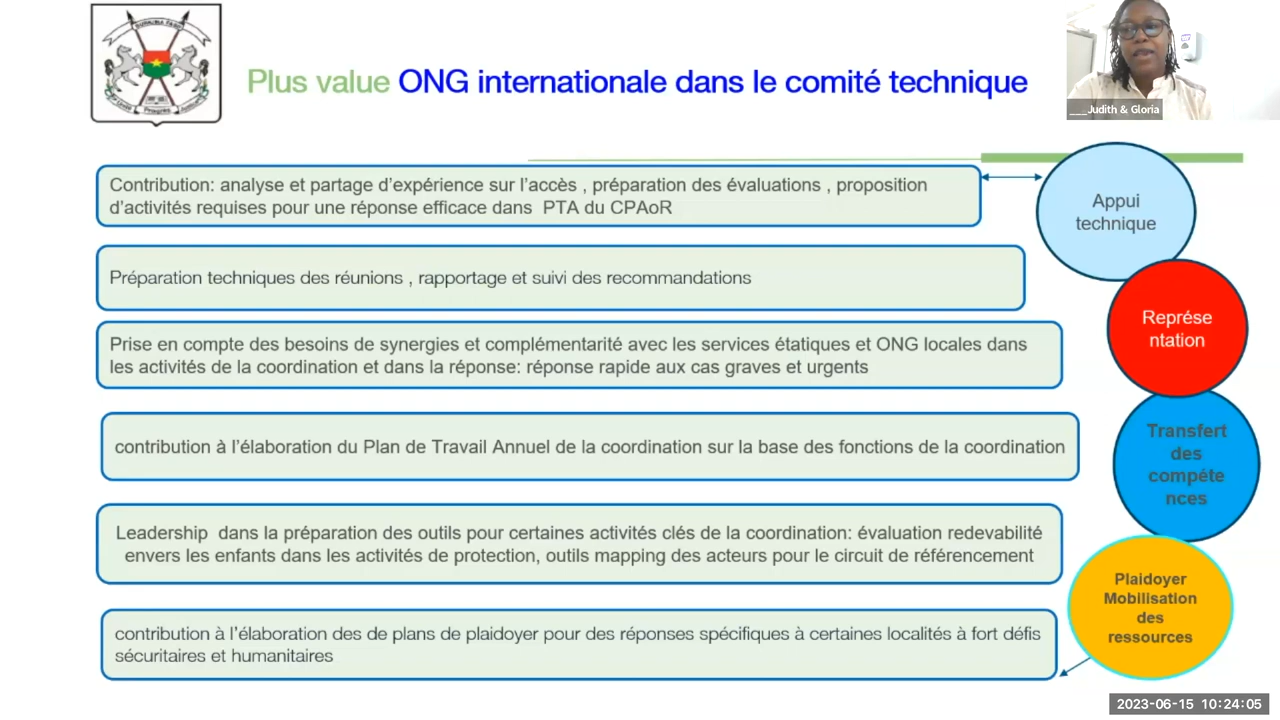 BURKINA FASO
Plus value ONG internationale dans le comité technique
___Judith & Gloria
Contribution: analyse et partage d’expérience sur l’accès , préparation des évaluations , proposition
d’activités requises pour une réponse efficace dans PTA du CPAoR
Appui
technique
Préparation techniques des réunions , rapportage et suivi des recommandations
Représe
ntation
Prise en compte des besoins de synergies et complémentarité avec les services étatiques et ONG locales dans
les activités de la coordination et dans la réponse: réponse rapide aux cas graves et urgents
contribution à l’élaboration du Plan de Travail Annuel de la coordination sur la base des fonctions de la coordination
Transfert
des
compéte
nces
Leadership dans la préparation des outils pour certaines activités clés de la coordination: évaluation redevabilité
envers les enfants dans les activités de protection, outils mapping des acteurs pour le circuit de référencement
Plaidoyer
Mobilisation
des
ressources
contribution à l’élaboration des de plans de plaidoyer pour des réponses spécifiques à certaines localités à fort défis
sécuritaires et humanitaires
2023-06-15 10:24:05